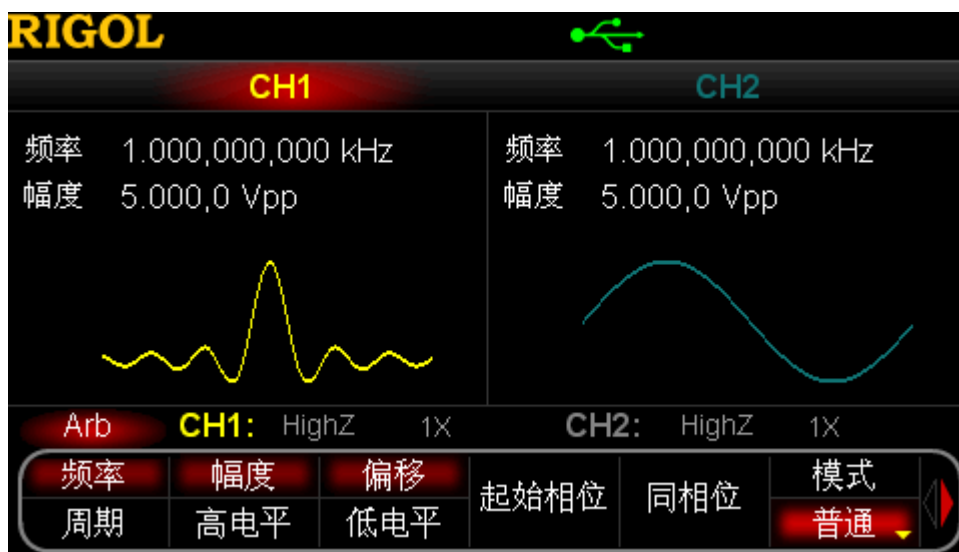 RIGOL
CH1 CH2
频率 1.000,000,000 kHz 频率 1.000,000,000 kHz
幅度 5.000,0 Vpp 幅度 5.000,0 Vpp
Arb CH1: HighZ 1X CH2: HighZ 1X
频率 幅度 偏移 起始相位 同相位 模式
周期 高电平 低电平 普通